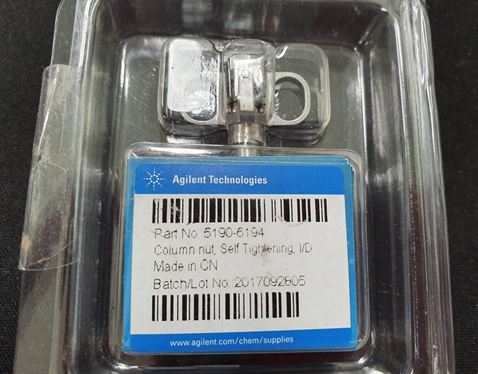 Agilent Technologies
Part No: 5190-6194
Column nut, Self Tightening, I/D
Made in CN
Batch/Lot No.:2017092805
www.agilent.com/chem/supplies